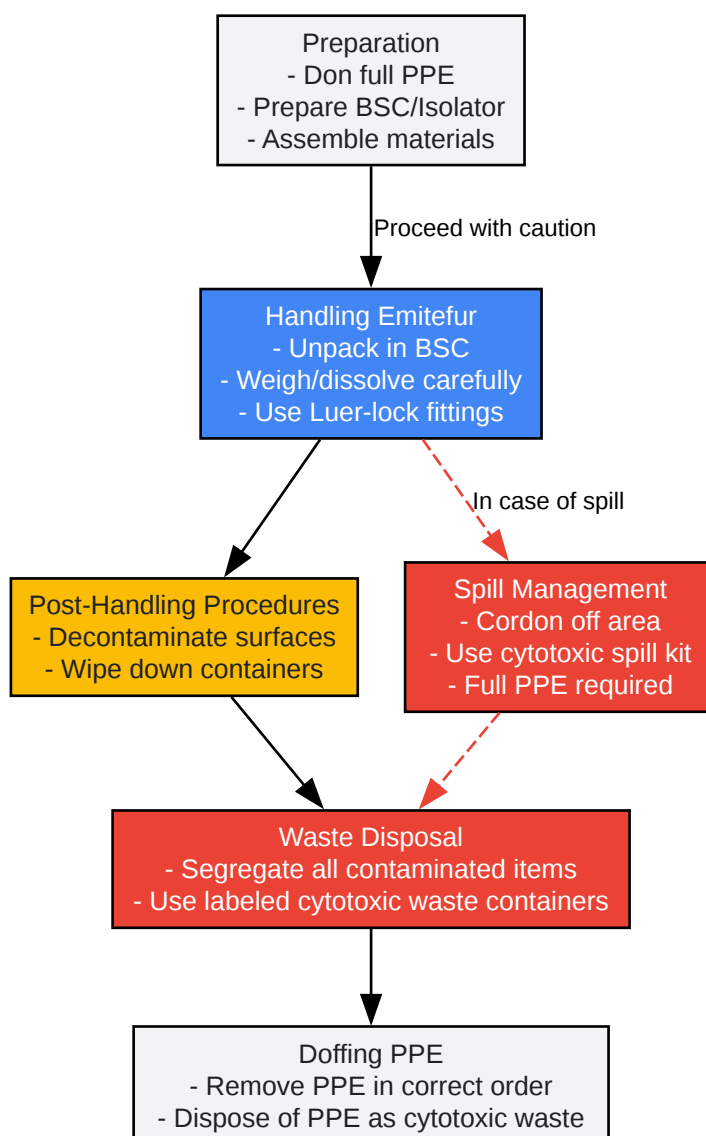 Preparation
- Don full PPE
- Prepare BSC/Isolator
- Assemble materials
Proceed with caution
Handling Emitefur
- Unpack in BSC
- Weigh/dissolve carefully
- Use Luer-lock fittings
In case of spill
Post-Handling Procedures
- Decontaminate surfaces
- Wipe down containers
Spill Management
- Cordon off area
- Use cytotoxic spill kit
- Full PPE required
Waste Disposal
- Segregate all contaminated items
- Use labeled cytotoxic waste containers
Doffing PPE
- Remove PPE in correct order
- Dispose of PPE as cytotoxic waste